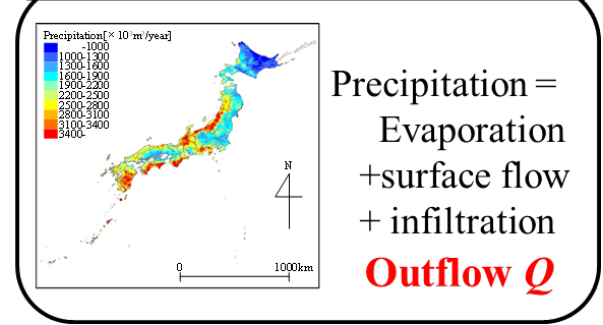 Precipitation[×10⁻³m³/year]
-1000
1000-1300
1300-1600
1600-1900
1900-2200
2200-2500
2500-2800
2800-3100
3100-3400
3400-
N
0 1000km
Precipitation =
Evaporation
+surface flow
+ infiltration
Outflow Q